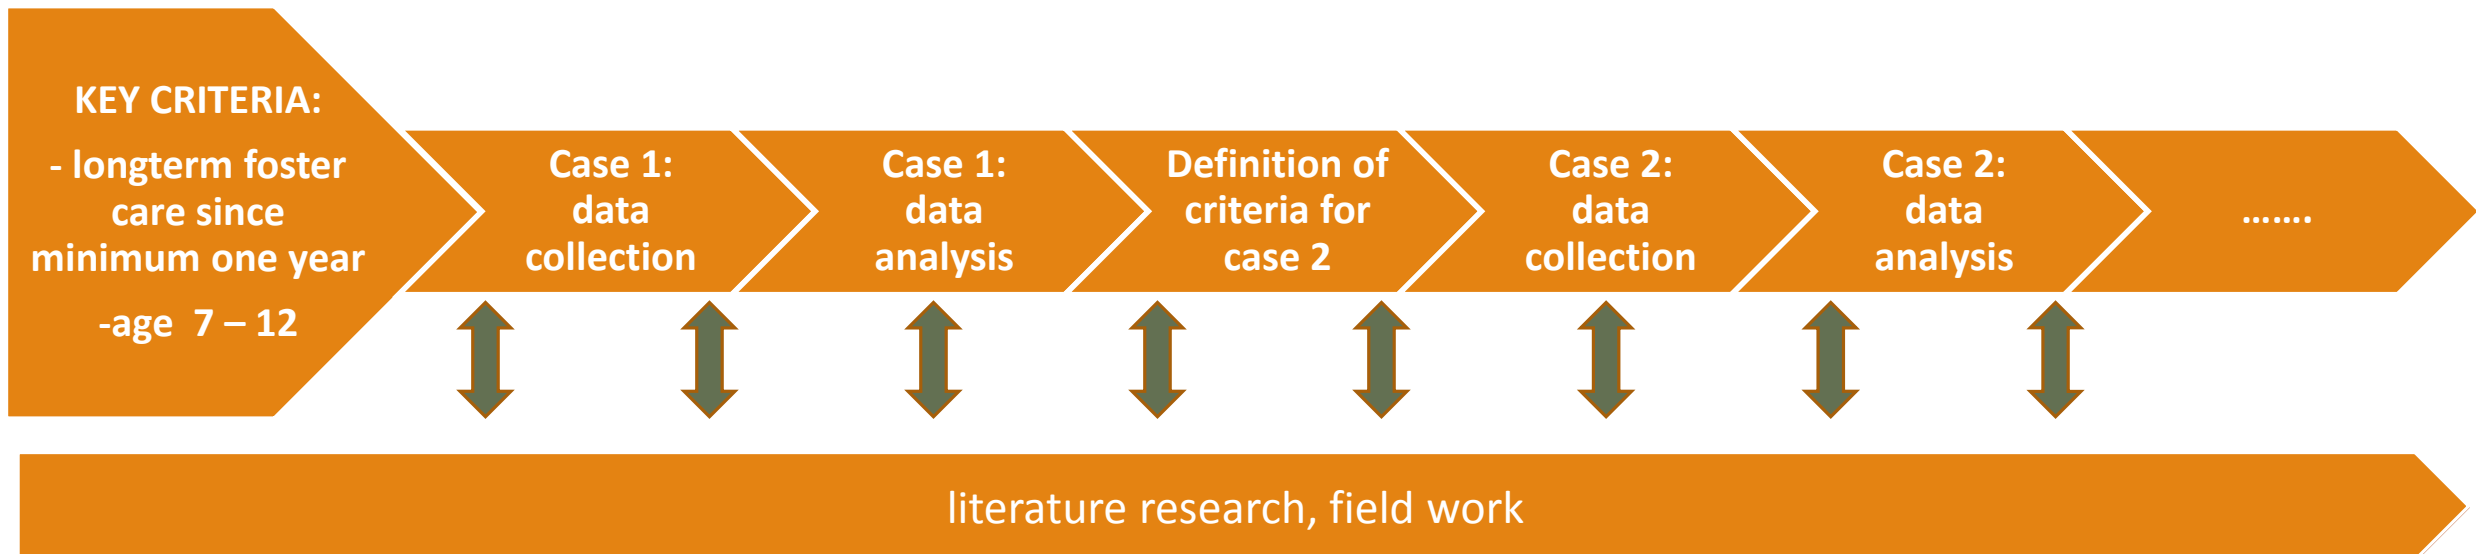 KEY CRITERIA:
- longterm foster
care since
minimum one year
-age  7 – 12
Case 1:
data
collection
Case 1:
data
analysis
Definition of
criteria for
case 2
Case 2:
data
collection
Case 2:
data
analysis
…….
literature research, field work